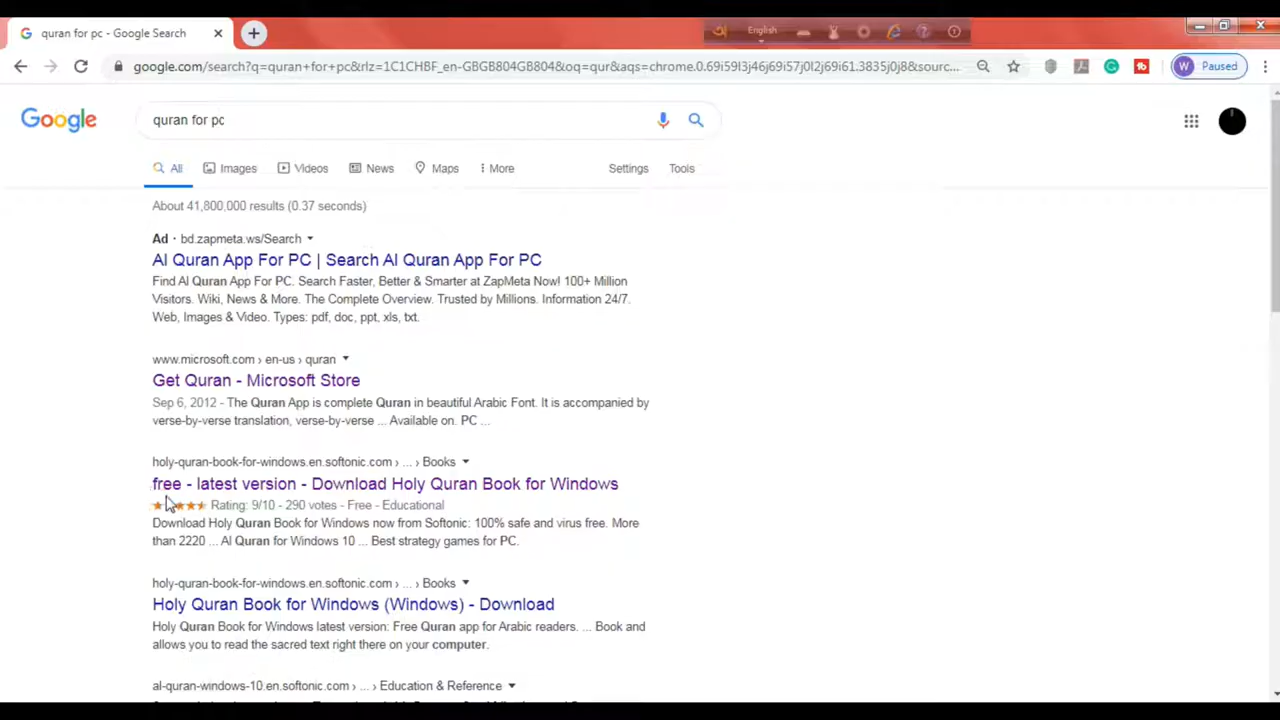 quran for pc - Google Search
English
google.com/search?q=quran+for+pc&rlz=1C1CHBF_en-GBGB804GB804&oq=qur&aqs=chrome.0.69i59l3j46j69i57j0l2j69i61.3835j0j8&sourc...
W Paused
Google
quran for pc
All Images Videos News Maps More Settings Tools
About 41,800,000 results (0.37 seconds)
Ad · bd.zapmeta.ws/Search
Al Quran App For PC | Search Al Quran App For PC
Find Al Quran App For PC. Search Faster, Better & Smarter at ZapMeta Now! 100+ Million
Visitors. Wiki, News & More. The Complete Overview. Trusted by Millions. Information 24/7.
Web, Images & Video. Types: pdf, doc, ppt, xls, txt.
www.microsoft.com › en-us › quran
Get Quran - Microsoft Store
Sep 6, 2012 - The Quran App is complete Quran in beautiful Arabic Font. It is accompanied by
verse-by-verse translation, verse-by-verse ... Available on. PC ...
holy-quran-book-for-windows.en.softonic.com › ... › Books
free - latest version - Download Holy Quran Book for Windows
Rating: 9/10 - 290 votes - Free - Educational
Download Holy Quran Book for Windows now from Softonic: 100% safe and virus free. More
than 2220 ... Al Quran for Windows 10 ... Best strategy games for PC.
holy-quran-book-for-windows.en.softonic.com › ... › Books
Holy Quran Book for Windows (Windows) - Download
Holy Quran Book for Windows latest version: Free Quran app for Arabic readers. ... Book and
allows you to read the sacred text right there on your computer.
al-quran-windows-10.en.softonic.com › ... › Education & Reference